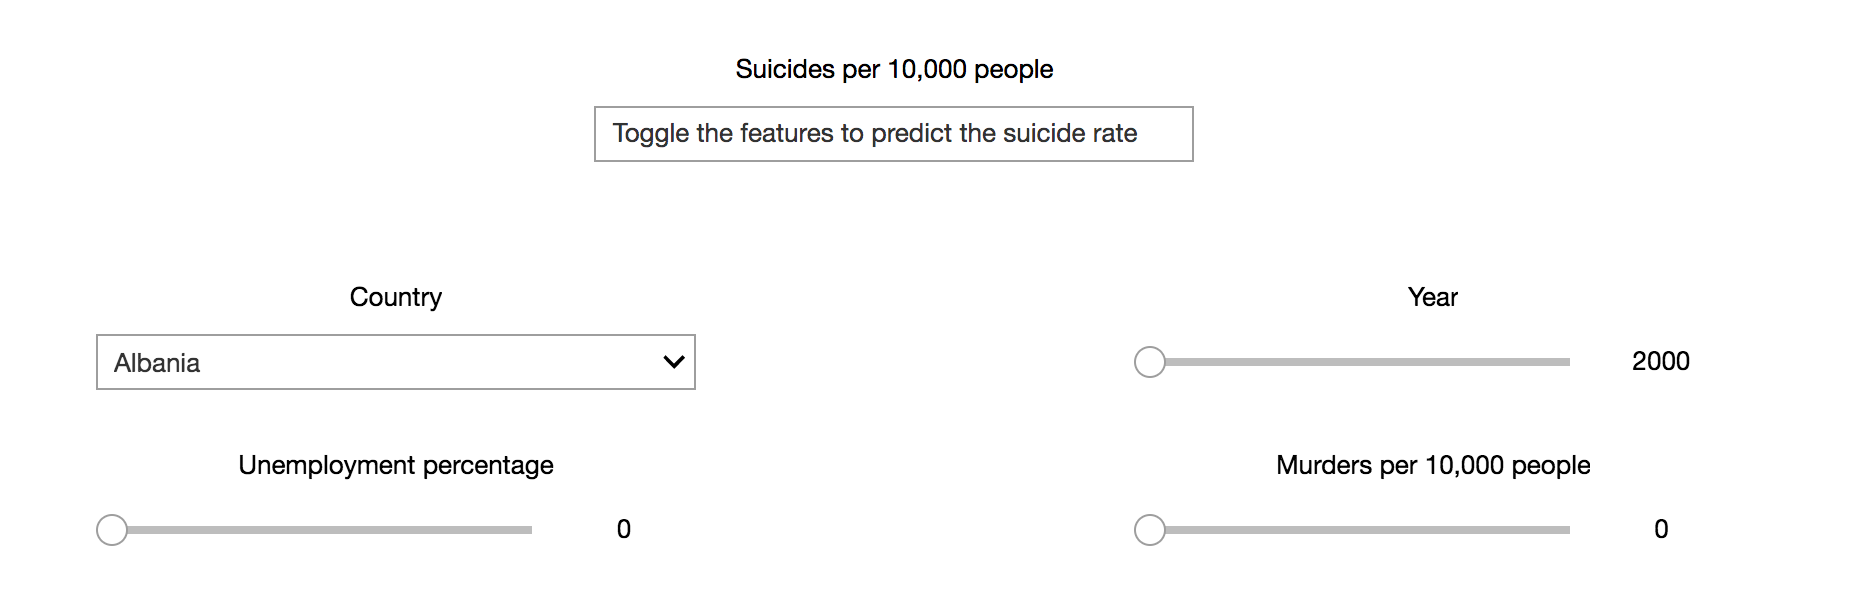 Suicides per 10,000 people
Toggle the features to predict the suicide rate
Country
Year
Albania
2000
Unemployment percentage
Murders per 10,000 people
0
0